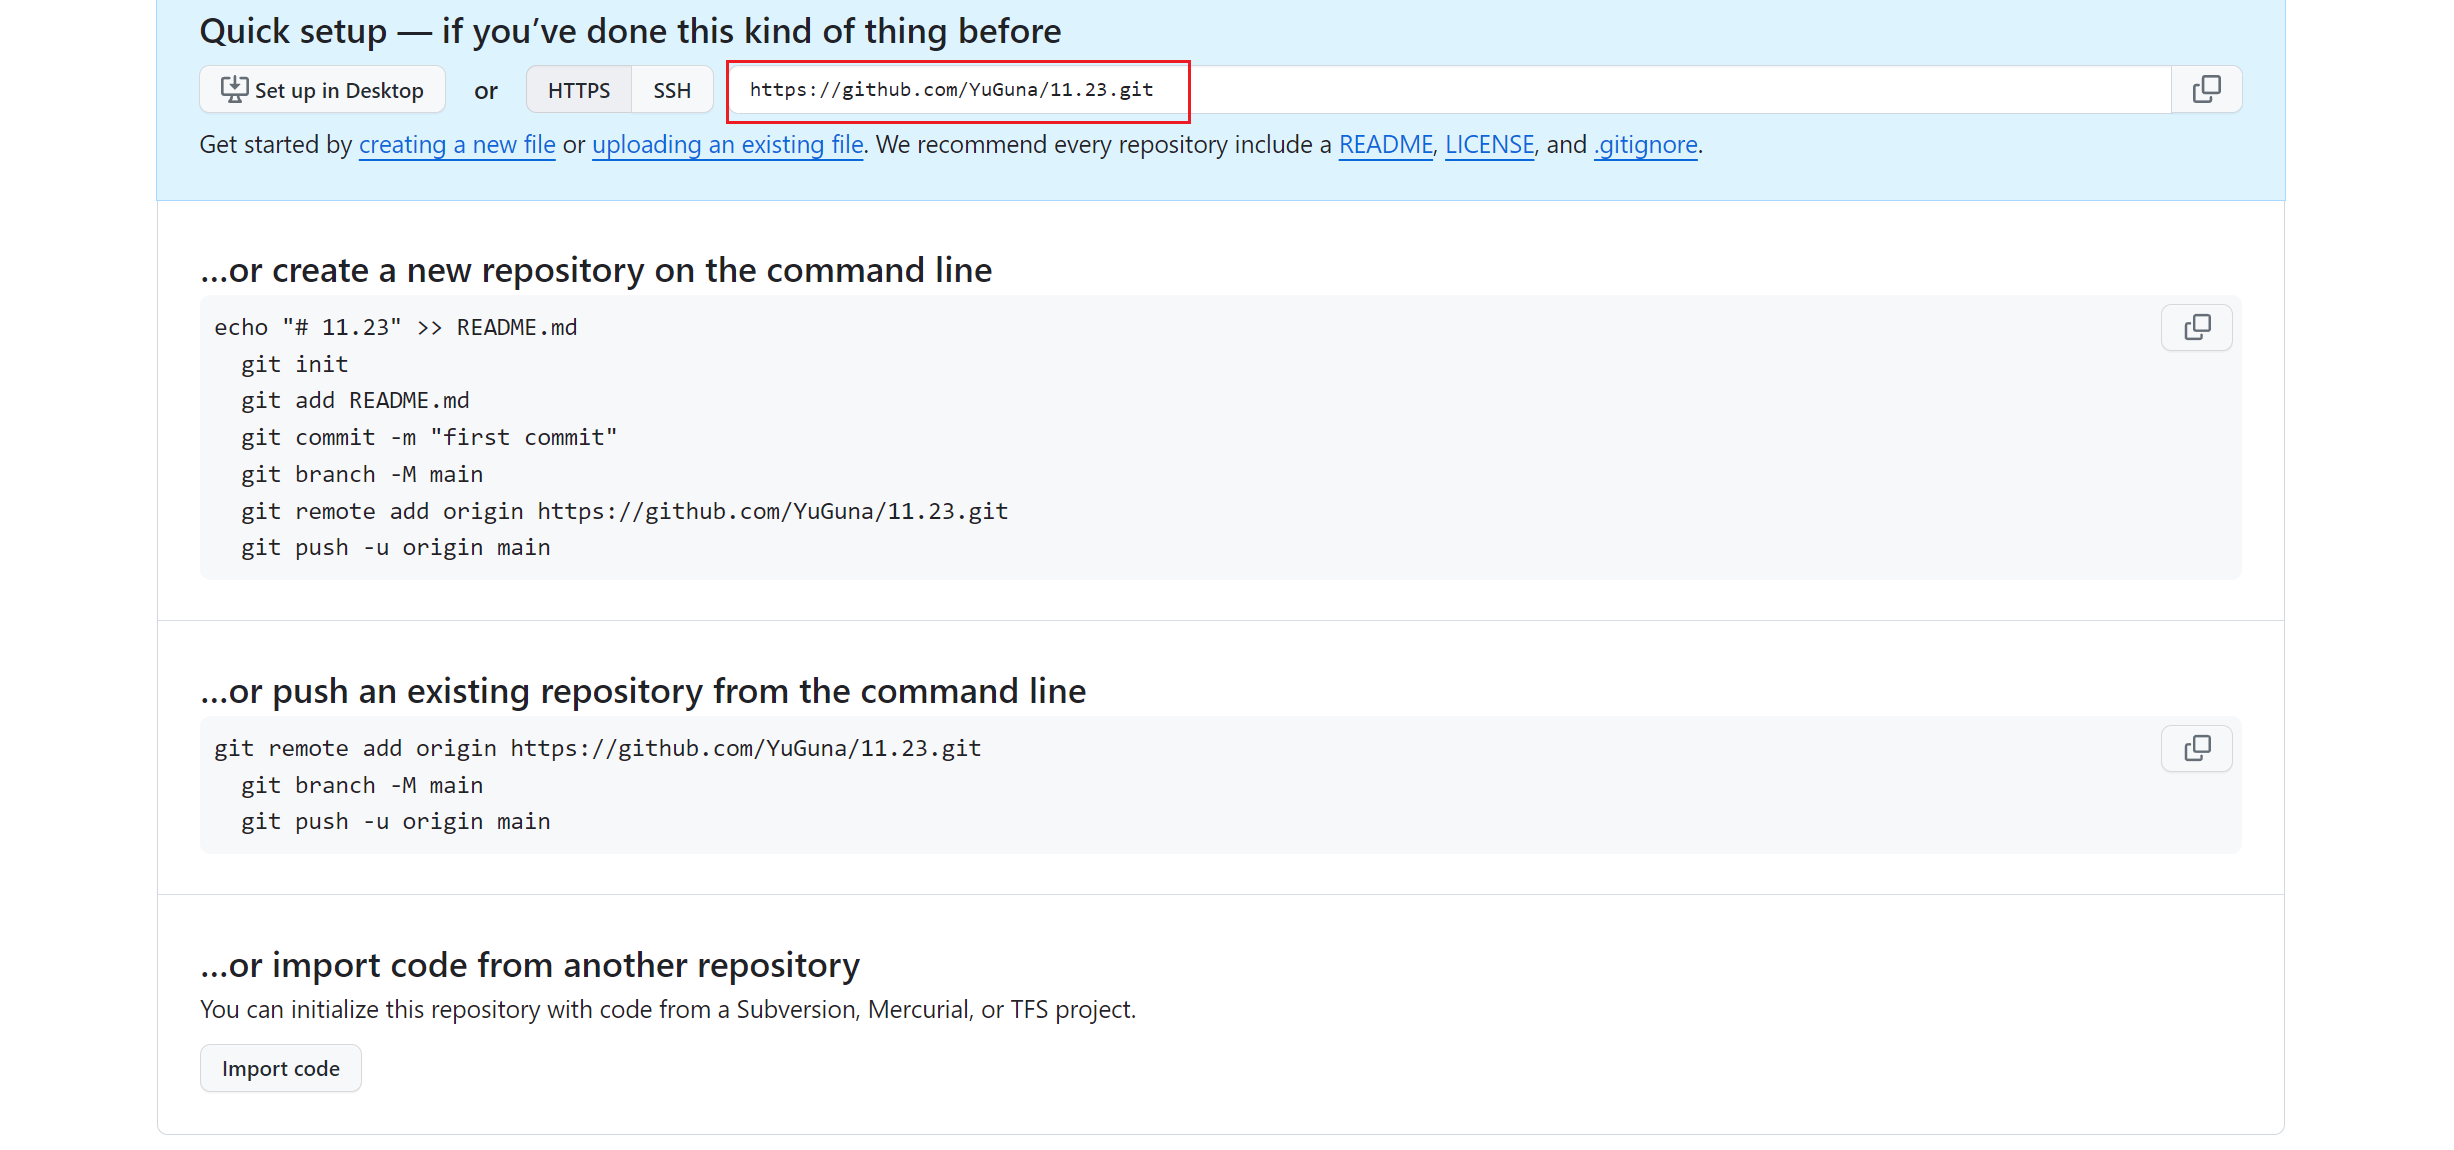 Quick setup — if you’ve done this kind of thing before
Set up in Desktop or HTTPS SSH https://github.com/YuGuna/11.23.git
Get started by creating a new file or uploading an existing file. We recommend every repository include a README, LICENSE, and .gitignore.
…or create a new repository on the command line
echo "# 11.23" >> README.md
git init
git add README.md
git commit -m "first commit"
git branch -M main
git remote add origin https://github.com/YuGuna/11.23.git
git push -u origin main
…or push an existing repository from the command line
git remote add origin https://github.com/YuGuna/11.23.git
git branch -M main
git push -u origin main
…or import code from another repository
You can initialize this repository with code from a Subversion, Mercurial, or TFS project.
Import code